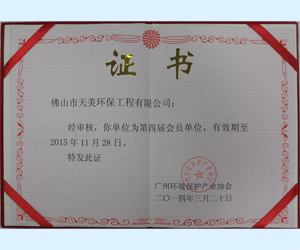 证书
佛山市天美环保工程有限公司：
经审核，你单位为第四届会员单位，有效期至
2015年11月28日。
特发此证
广州环境保护产业协会
二〇一四年三月二十日